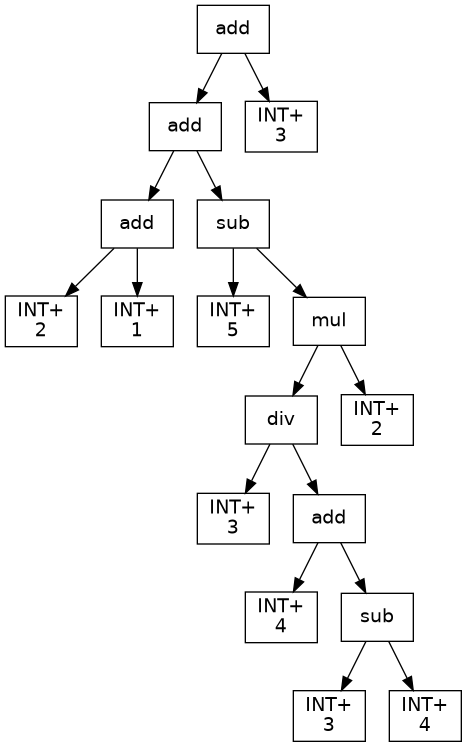 add
add
INT+
3
add
sub
INT+
2
INT+
1
INT+
5
mul
div
INT+
2
INT+
3
add
INT+
4
sub
INT+
3
INT+
4